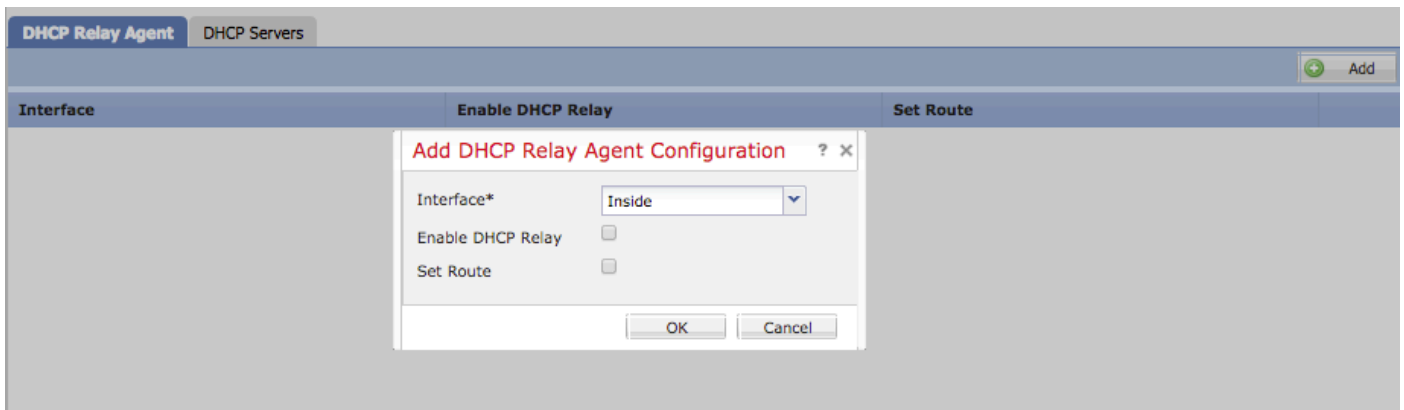 DHCP Relay Agent DHCP Servers
Add
Interface Enable DHCP Relay Set Route
Add DHCP Relay Agent Configuration ? ×
Interface* Inside
Enable DHCP Relay
Set Route
OK Cancel